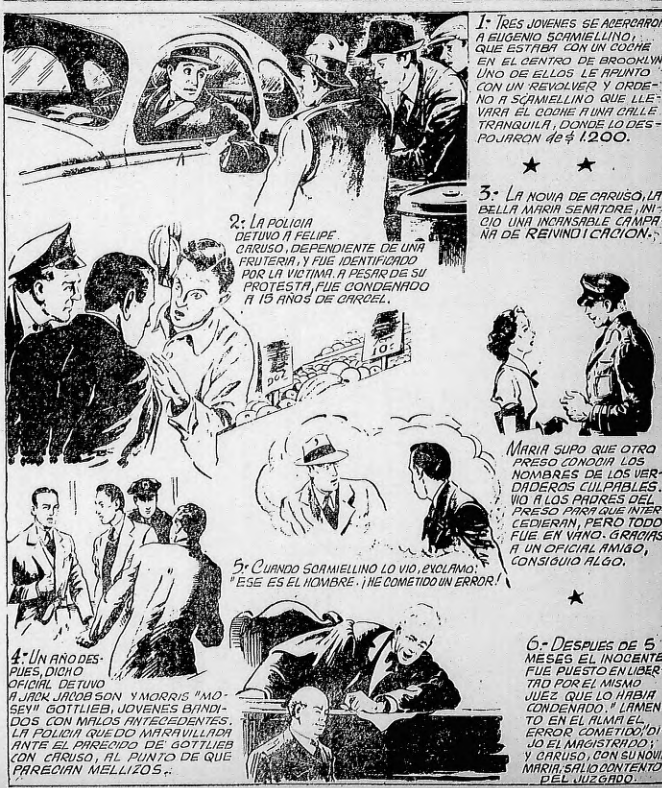 1.- TRES JOVENES SE ACERCARON
A EUGENIO SCAMIELLINO,
QUE ESTABA CON UN COCHE
EN EL CENTRO DE BROOKLYN
UNO DE ELLOS LE APUNTO
CON UN REVOLVER Y ORDE-
NO A SCAMIELLINO QUE LLE-
VARA EL COCHE A UNA CALLE
TRANQUILA, DONDE LO DES-
POJARON de $ 1.200.
2.- LA POLICIA
DETUVO A FELIPE
CARUSO, DEPENDIENTE DE UNA
FRUTERIA, Y FUE IDENTIFICADO
POR LA VICTIMA. A PESAR DE SU
PROTESTA, FUE CONDENADO
A 15 AÑOS DE CARCEL.
DOZ
10¢
3.- LA NOVIA DE CARUSO, LA
BELLA MARIA SENATORE, INI-
CIO UNA INCANSABLE CAMPA
ÑA DE REIVINDICACION.-
MARIA SUPO QUE OTRO
PRESO CONOCIA LOS
NOMBRES DE LOS VER-
DADEROS CULPABLES.
VIO A LOS PADRES DEL
PRESO PARA QUE INTER
CEDIERAN, PERO TODO
FUE EN VANO. GRACIAS
A UN OFICIAL AMIGO,
CONSIGUIO ALGO.
4.- UN AÑO DES-
PUES, DICHO
OFICIAL DETUVO
A JACK JACOBSON Y MORRIS "MO-
SEY" GOTTLIEB, JOVENES BANDI-
DOS CON MALOS ANTECEDENTES.
LA POLICIA QUEDO MARAVILLADA
ANTE EL PARECIDO DE GOTTLIEB
CON CARUSO, AL PUNTO DE QUE
PARECIAN MELLIZOS.-
5.- CUANDO SCAMIELLINO LO VIO, EXCLAMO:
"ESE ES EL HOMBRE. ¡HE COMETIDO UN ERROR!
6.- DESPUES DE 5
MESES EL INOCENTE
FUE PUESTO EN LIBER
TAD POR EL MISMO
JUEZ QUE LO HABIA
CONDENADO. "LAMEN
TO EN EL ALMA EL
ERROR COMETIDO", DI
JO EL MAGISTRADO;
Y CARUSO, CON SU NOVIA
MARIA, SALIO CONTENTO
DEL JUZGADO.